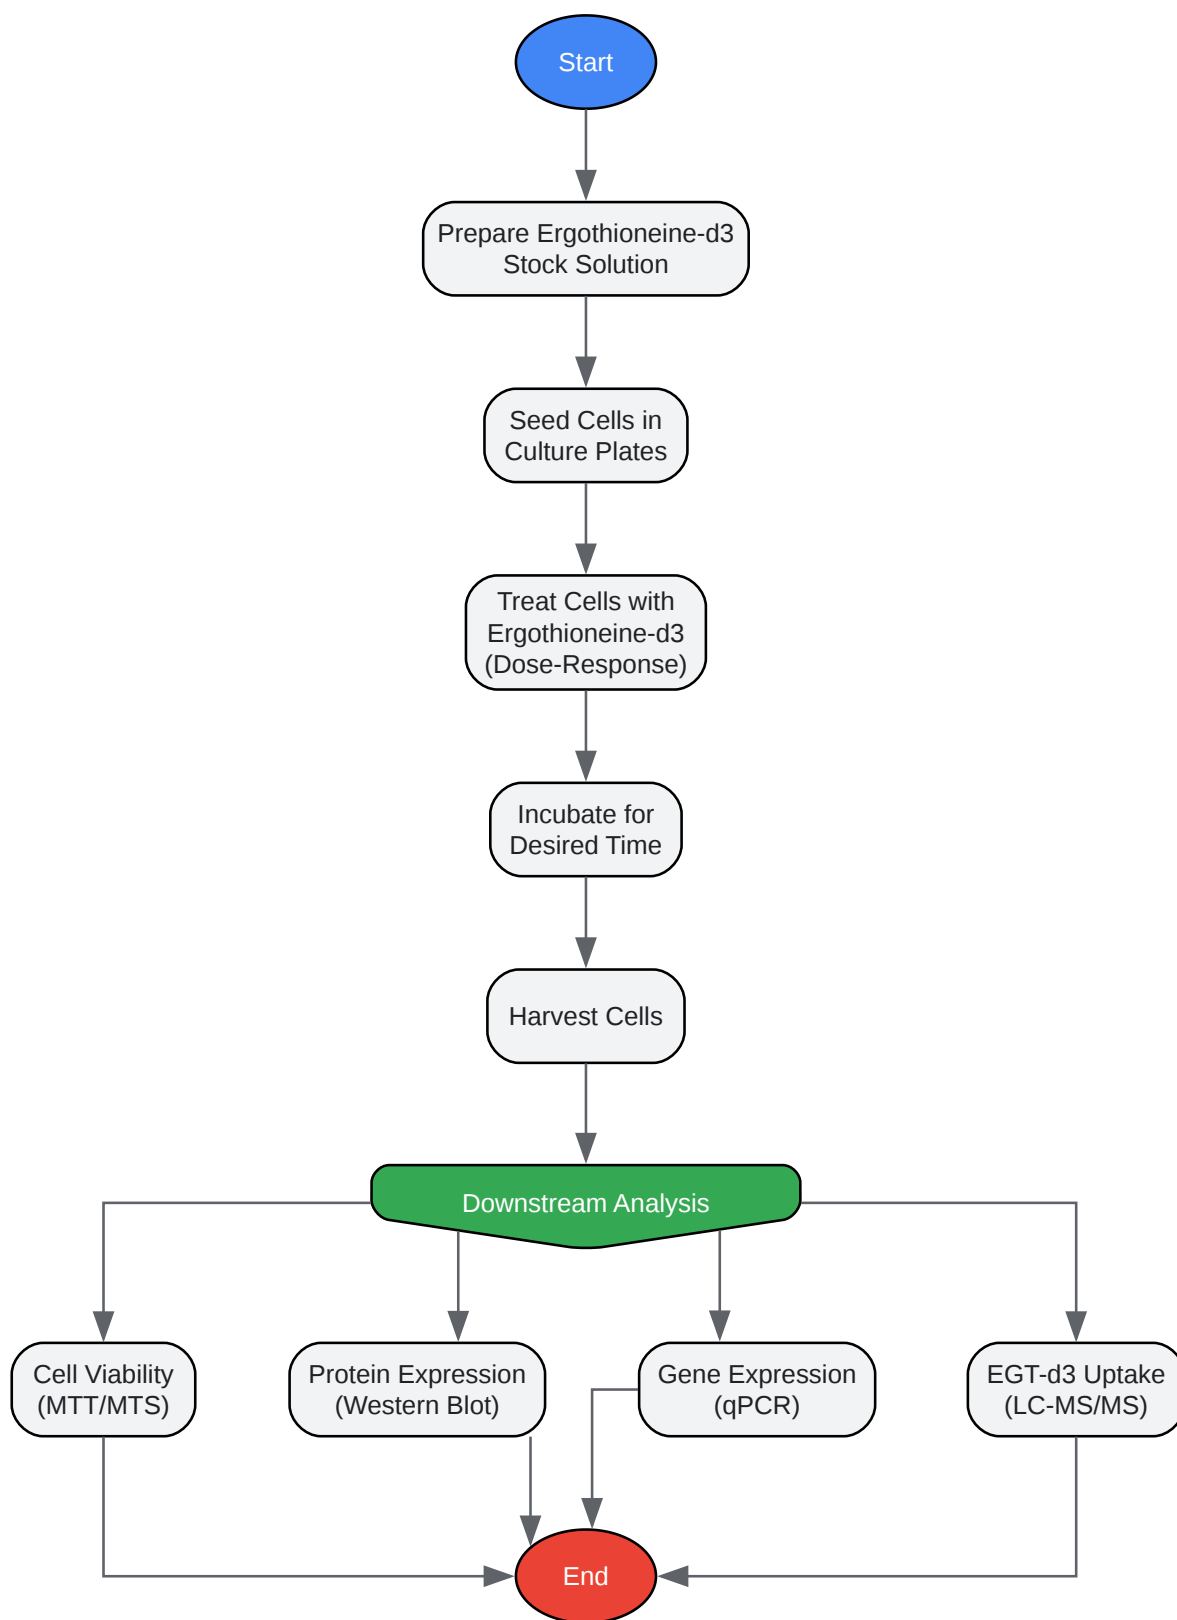 Start
Prepare Ergothioneine-d3
Stock Solution
Seed Cells in
Culture Plates
Treat Cells with
Ergothioneine-d3
(Dose-Response)
Incubate for
Desired Time
Harvest Cells
Downstream Analysis
Cell Viability
(MTT/MTS)
Protein Expression
(Western Blot)
Gene Expression
(qPCR)
EGT-d3 Uptake
(LC-MS/MS)
End